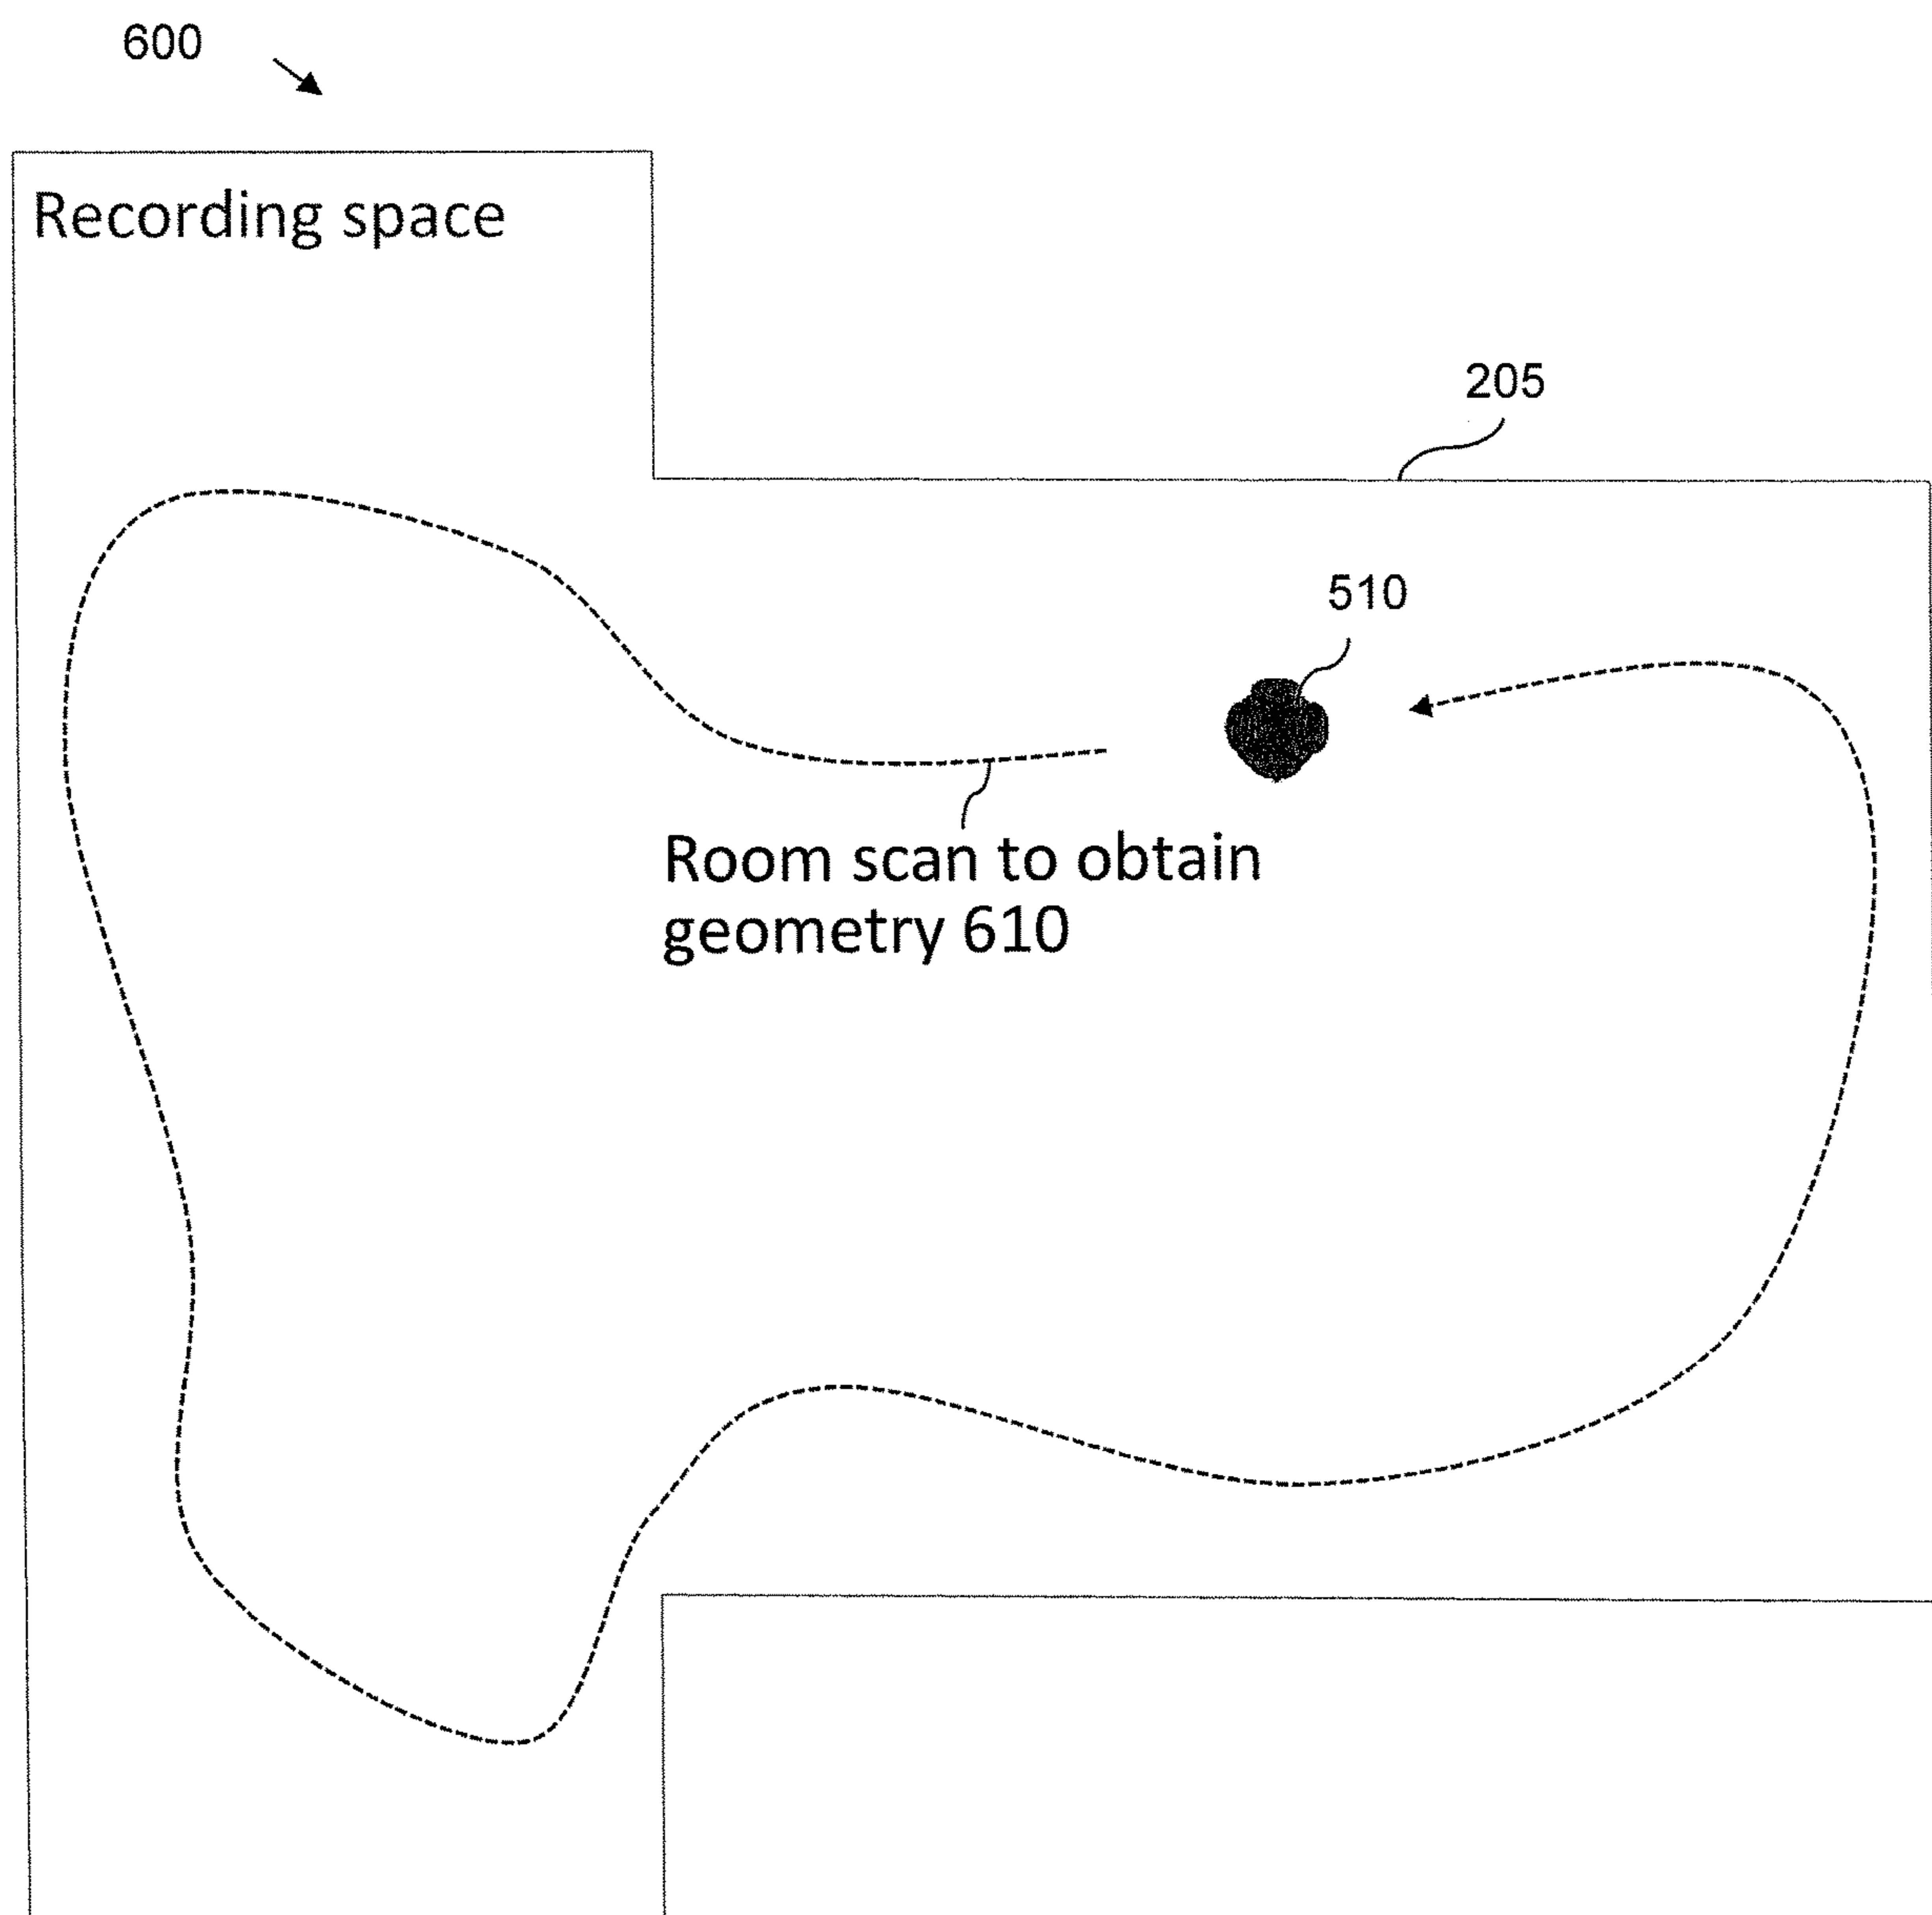 600
Recording space
205
510
Room scan to obtain
geometry 610